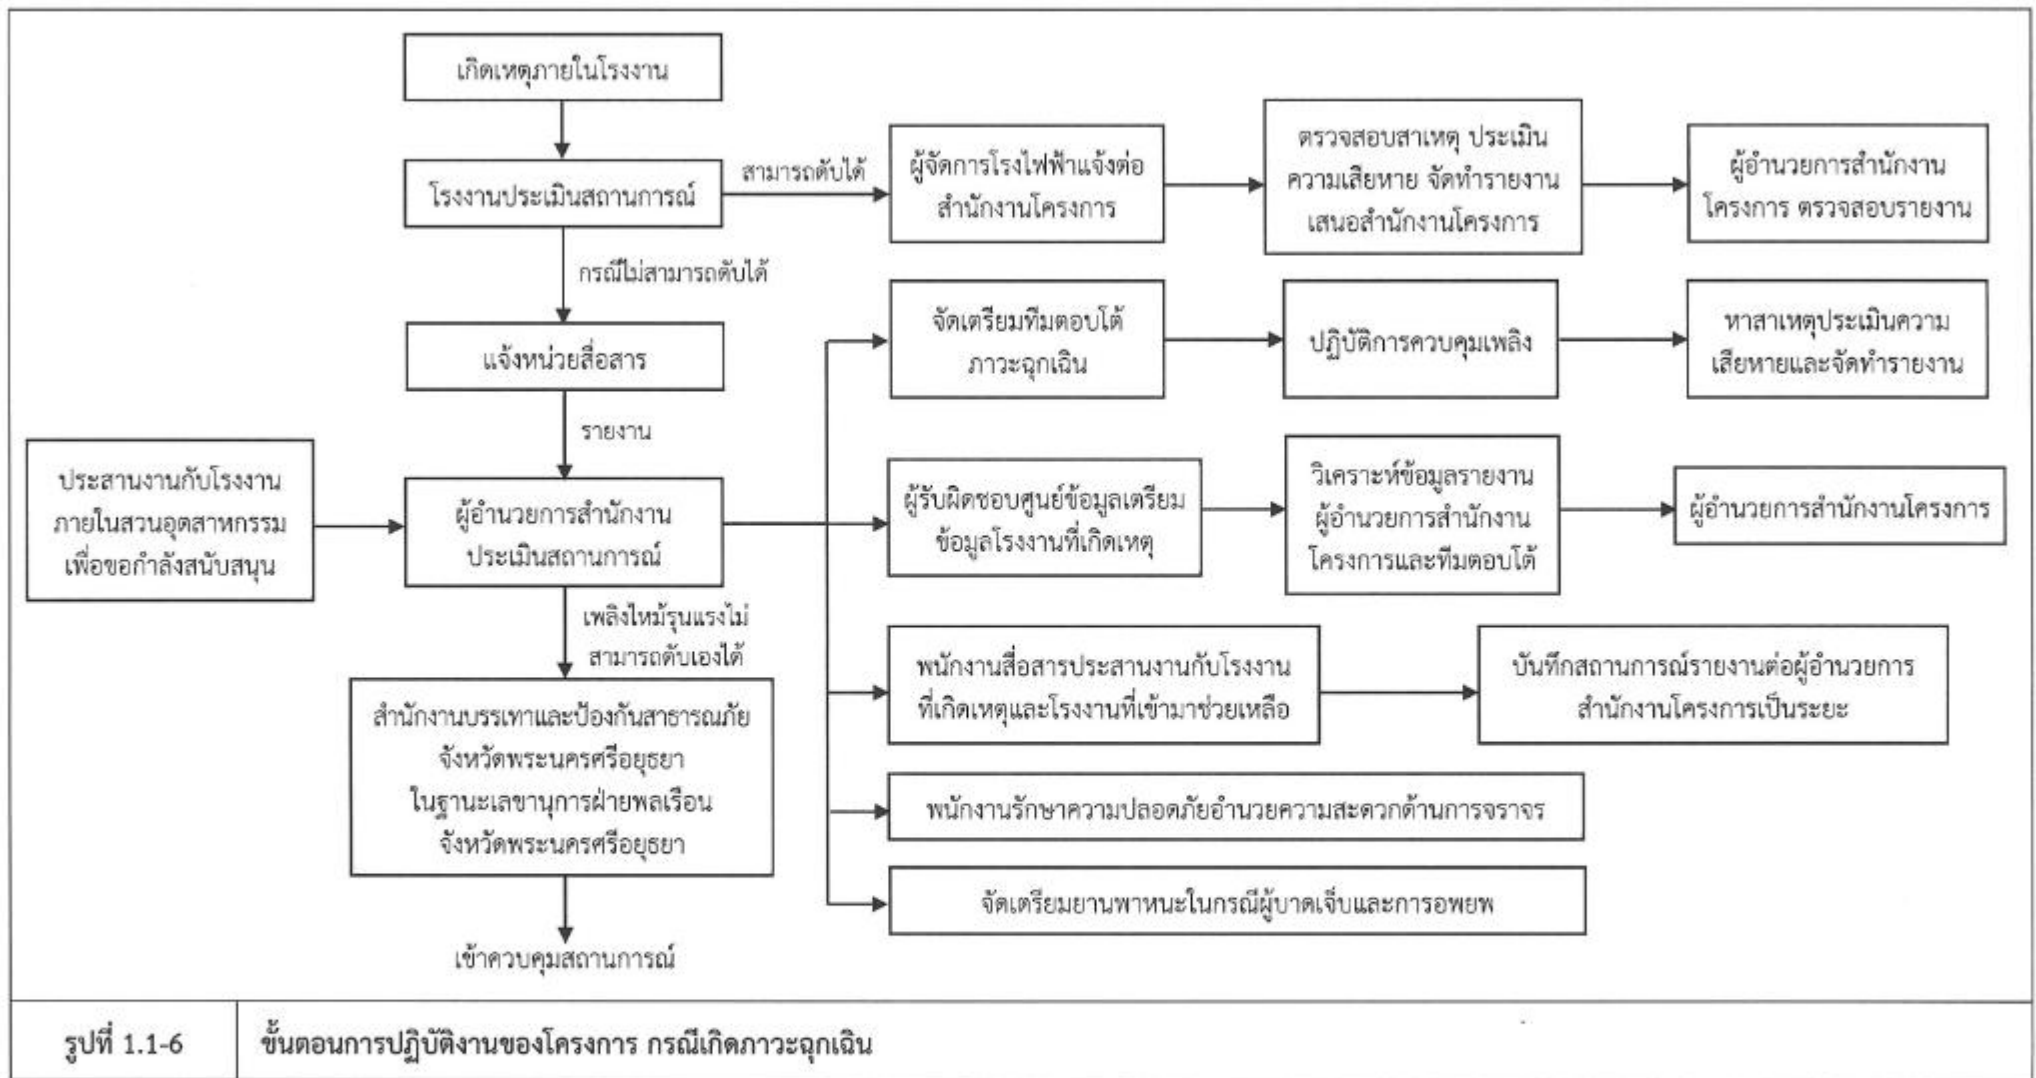 เกิดเหตุภายในโรงงาน
โรงงานประเมินสถานการณ์
สามารถดับได้
ผู้จัดการโรงไฟฟ้าแจ้งต่อ
สำนักงานโครงการ
ตรวจสอบสาเหตุ ประเมิน
ความเสียหาย จัดทำรายงาน
เสนอสำนักงานโครงการ
ผู้อำนวยการสำนักงาน
โครงการ ตรวจสอบรายงาน
กรณีไม่สามารถดับได้
แจ้งหน่วยสื่อสาร
จัดเตรียมทีมตอบโต้
ภาวะฉุกเฉิน
ปฏิบัติการควบคุมเพลิง
หาสาเหตุประเมินความ
เสียหายและจัดทำรายงาน
รายงาน
ประสานงานกับโรงงาน
ภายในสวนอุตสาหกรรม
เพื่อขอกำลังสนับสนุน
ผู้อำนวยการสำนักงาน
ประเมินสถานการณ์
ผู้รับผิดชอบศูนย์ข้อมูลเตรียม
ข้อมูลโรงงานที่เกิดเหตุ
วิเคราะห์ข้อมูลรายงาน
ผู้อำนวยการสำนักงาน
โครงการและทีมตอบโต้
ผู้อำนวยการสำนักงานโครงการ
เพลิงไหม้รุนแรงไม่
สามารถดับเองได้
พนักงานสื่อสารประสานงานกับโรงงาน
ที่เกิดเหตุและโรงงานที่เข้ามาช่วยเหลือ
บันทึกสถานการณ์รายงานต่อผู้อำนวยการ
สำนักงานโครงการเป็นระยะ
สำนักงานบรรเทาและป้องกันสาธารณภัย
จังหวัดพระนครศรีอยุธยา
ในฐานะเลขานุการฝ่ายพลเรือน
จังหวัดพระนครศรีอยุธยา
พนักงานรักษาความปลอดภัยอำนวยความสะดวกด้านการจราจร
จัดเตรียมยานพาหนะในกรณีผู้บาดเจ็บและการอพยพ
เข้าควบคุมสถานการณ์
รูปที่ 1.1-6
ขั้นตอนการปฏิบัติงานของโครงการ กรณีเกิดภาวะฉุกเฉิน